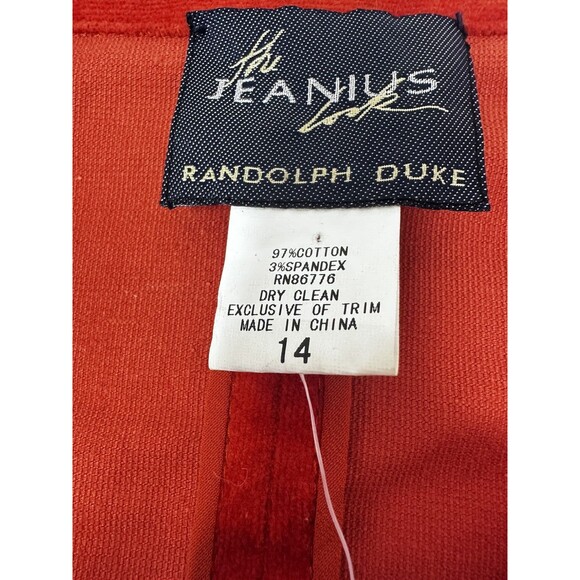 the
JEANIUS
Look
RANDOLPH DUKE
97%COTTON
3%SPANDEX
RN86776
DRY CLEAN
EXCLUSIVE OF TRIM
MADE IN CHINA
14